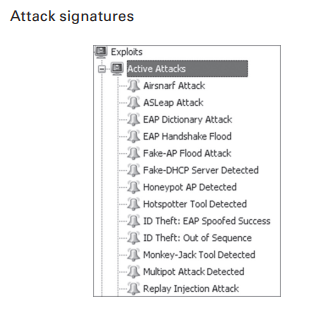 Attack signatures
Exploits
Active Attacks
Airsnarf Attack
ASLeap Attack
EAP Dictionary Attack
EAP Handshake Flood
Fake-AP Flood Attack
Fake-DHCP Server Detected
Honeypot AP Detected
Hotspotter Tool Detected
ID Theft: EAP Spoofed Success
ID Theft: Out of Sequence
Monkey-Jack Tool Detected
Multipot Attack Detected
Replay Injection Attack